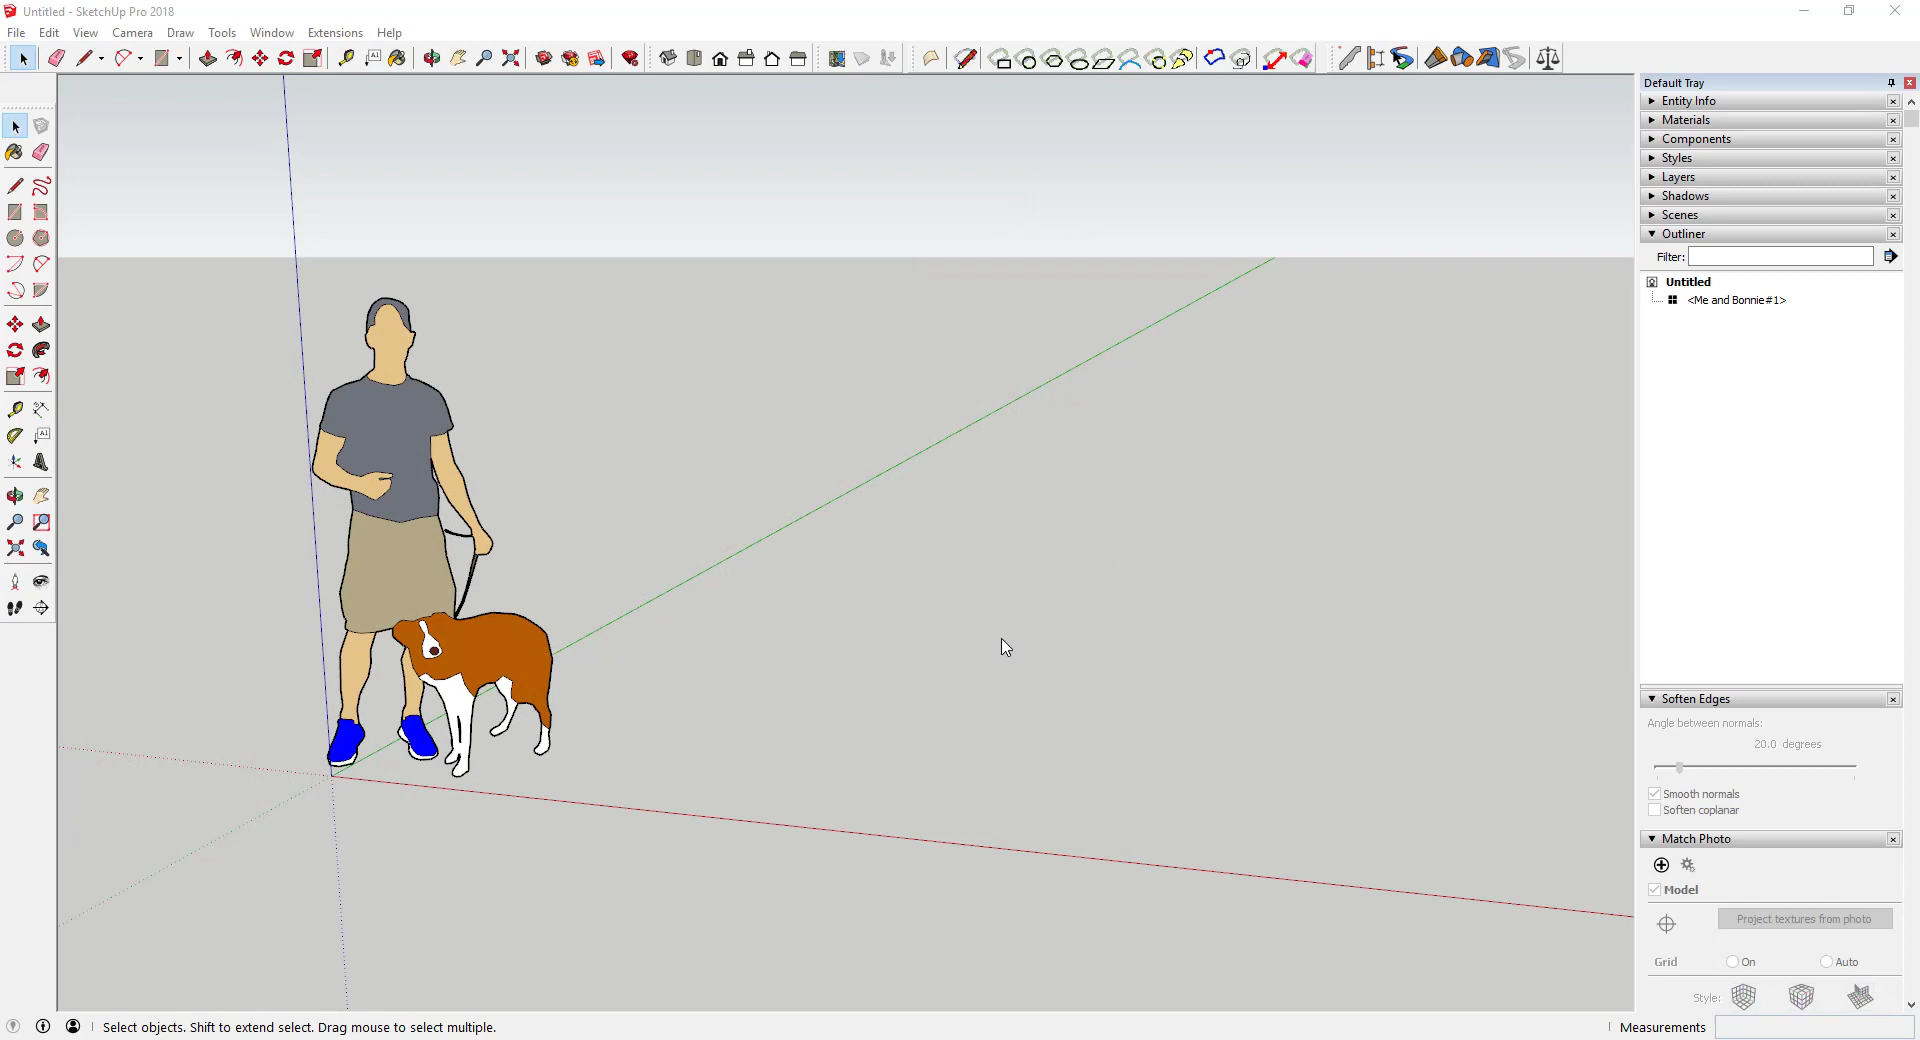 Untitled - SketchUp Pro 2018
File Edit View Camera Draw Tools Window Extensions Help
Default Tray
Entity Info
Materials
Components
Styles
Layers
Shadows
Scenes
Outliner
Filter:
Untitled
<Me and Bonnie#1>
Soften Edges
Angle between normals:
20.0 degrees
Smooth normals
Soften coplanar
Match Photo
Model
Project textures from photo
Grid On Auto
Style:
Select objects. Shift to extend select. Drag mouse to select multiple.
Measurements